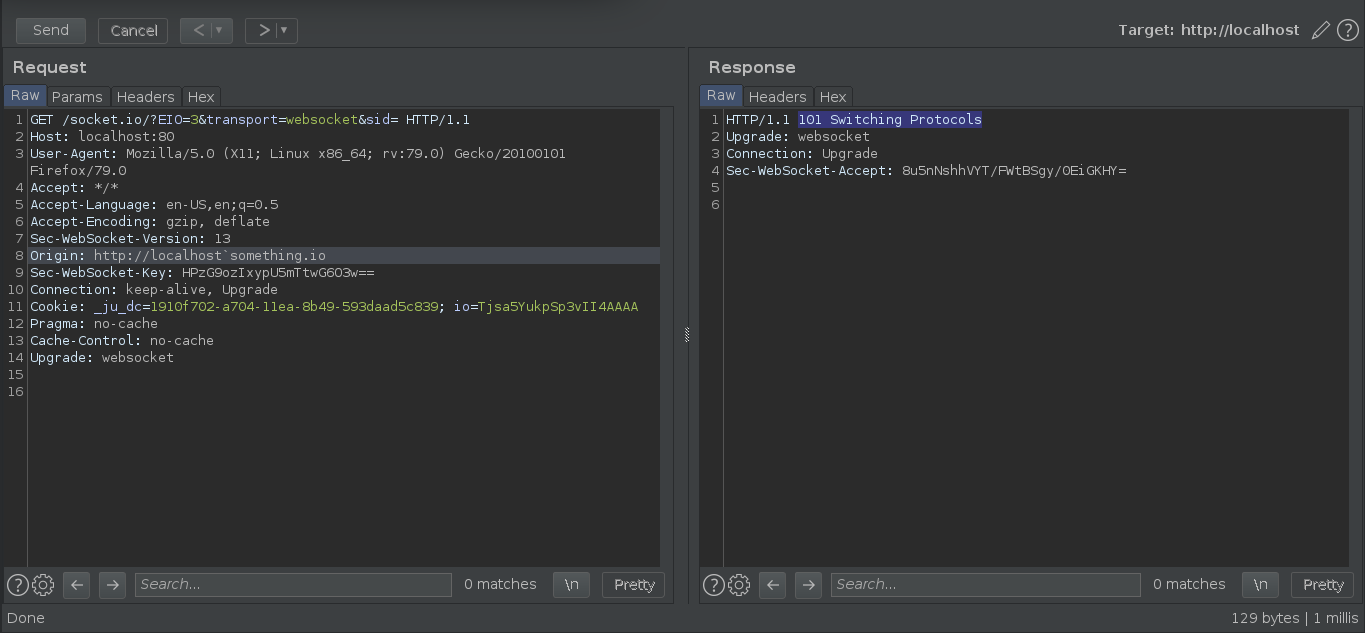 Send Cancel < | ▾ > | ▾ Target: http://localhost ?
Request
Raw Params Headers Hex
1 GET /socket.io/?EIO=3&transport=websocket&sid= HTTP/1.1
2 Host: localhost:80
3 User-Agent: Mozilla/5.0 (X11; Linux x86_64; rv:79.0) Gecko/20100101
Firefox/79.0
4 Accept: */*
5 Accept-Language: en-US,en;q=0.5
6 Accept-Encoding: gzip, deflate
7 Sec-WebSocket-Version: 13
8 Origin: http://localhost`something.io
9 Sec-WebSocket-Key: HPzG9ozIxypU5mTtwG6O3w==
10 Connection: keep-alive, Upgrade
11 Cookie: _ju_dc=1910f702-a704-11ea-8b49-593daad5c839; io=Tjsa5YukpSp3vII4AAAA
12 Pragma: no-cache
13 Cache-Control: no-cache
14 Upgrade: websocket
15
16
? ← → Search... 0 matches \n Pretty
Response
Raw Headers Hex
1 HTTP/1.1 101 Switching Protocols
2 Upgrade: websocket
3 Connection: Upgrade
4 Sec-WebSocket-Accept: 8u5nNshhVYT/FWtBSgy/0EiGKHY=
5
6
? ← → Search... 0 matches \n Pretty
Done 129 bytes | 1 millis